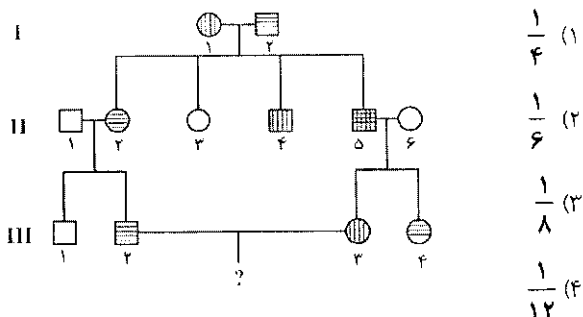 I
۱ ۲
II
۱ ۲ ۳ ۴ ۵ ۶
III
۱ ۲ ۳ ۴
?
۱) ۱/۴
۲) ۱/۶
۳) ۱/۸
۴) ۱/۱۲